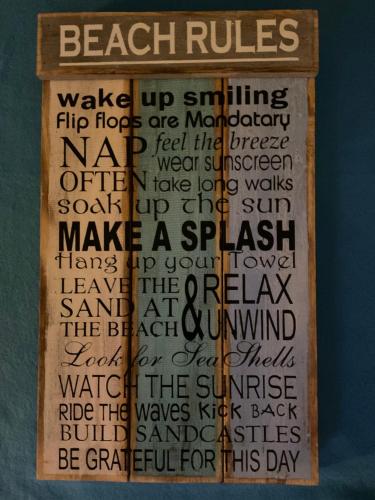 BEACH RULES
wake up smiling
Flip flops are Mandatary
NAP feel the breeze
wear sunscreen
OFTEN take long walks
soak up the sun
MAKE A SPLASH
Hang up your Towel
LEAVE THE
SAND AT
THE BEACH
& RELAX
UNWIND
Look for Sea Shells
WATCH THE SUNRISE
RIDE THE WAVES KICK BACK
BUILD SANDCASTLES
BE GRATEFUL FOR THIS DAY